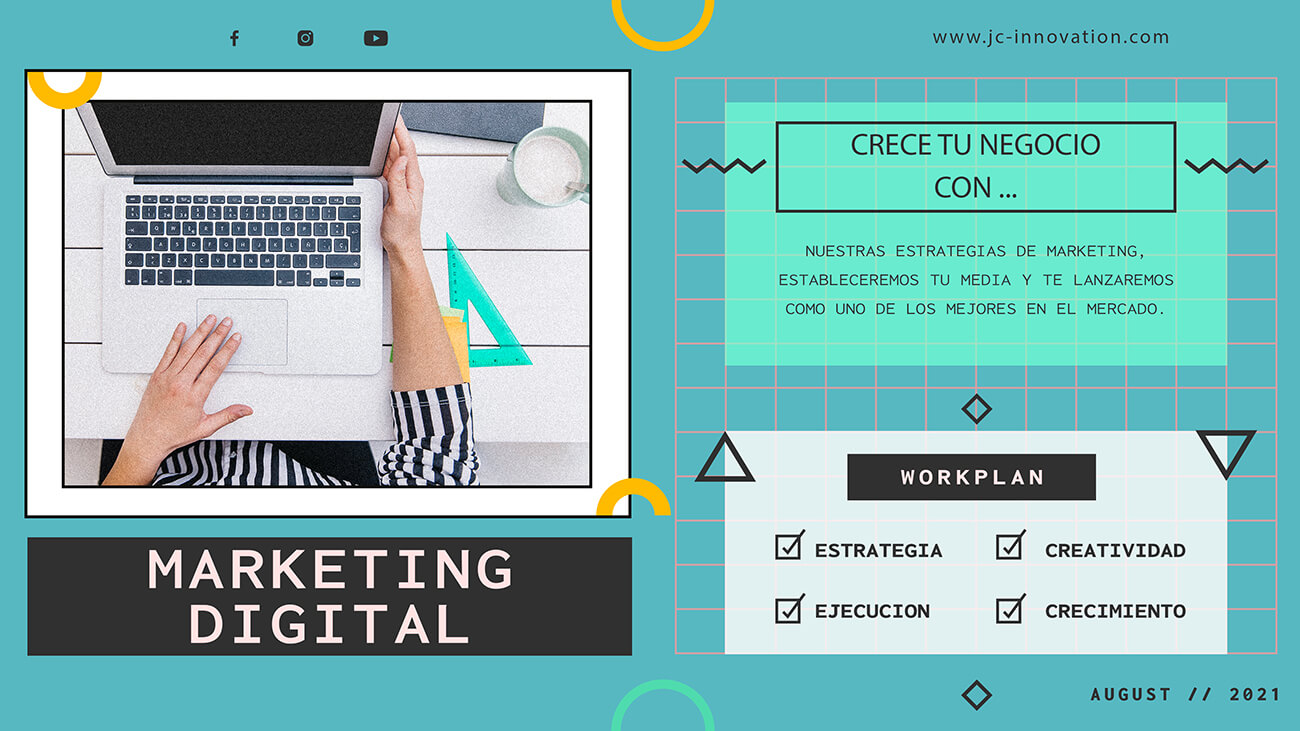 www.jc-innovation.com
MARKETING
DIGITAL
CRECE TU NEGOCIO
CON ...
NUESTRAS ESTRATEGIAS DE MARKETING,
ESTABLECEREMOS TU MEDIA Y TE LANZAREMOS
COMO UNO DE LOS MEJORES EN EL MERCADO.
WORKPLAN
ESTRATEGIA
CREATIVIDAD
EJECUCION
CRECIMIENTO
AUGUST // 2021